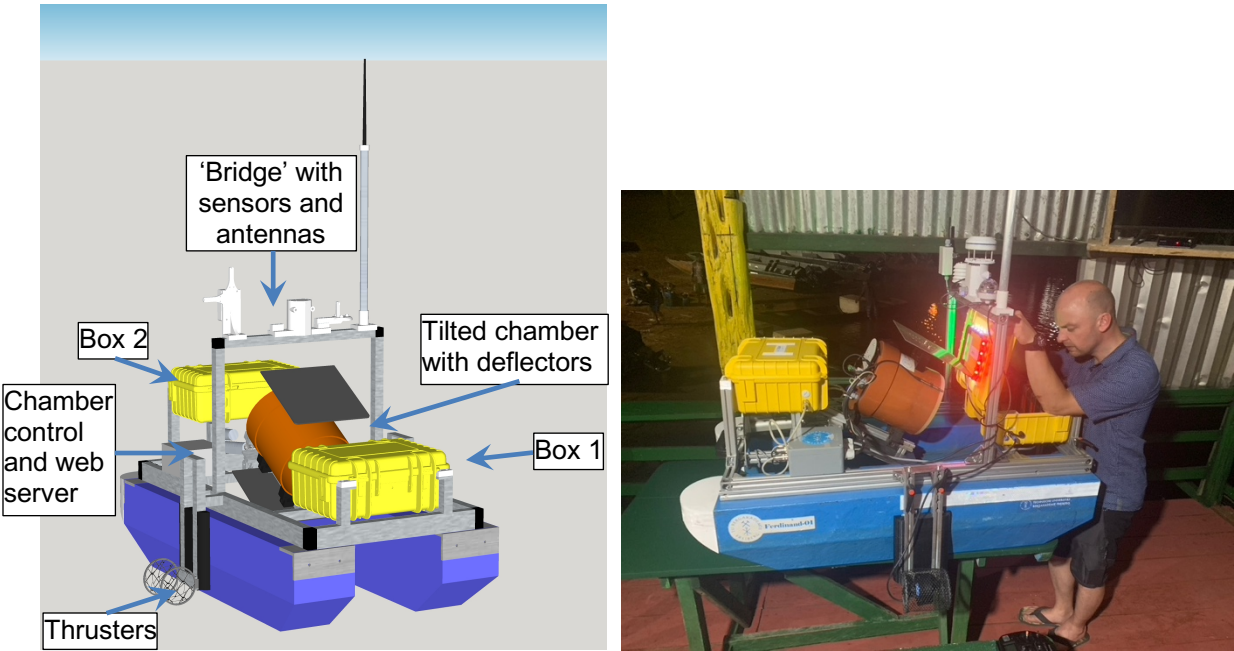 ‘Bridge’ with
sensors and
antennas
Box 2
Tilted chamber
with deflectors
Chamber
control
and web
server
Box 1
Thrusters
Ferdinand-01